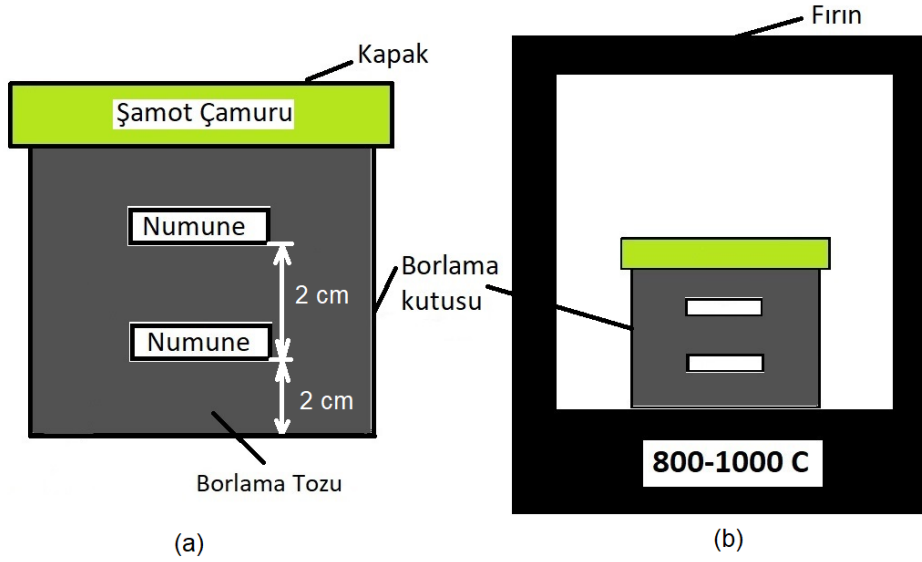 Kapak
Şamot Çamuru
Numune
2 cm
Numune
2 cm
Borlama Tozu
(a)
Borlama
kutusu
Fırın
800-1000 C
(b)